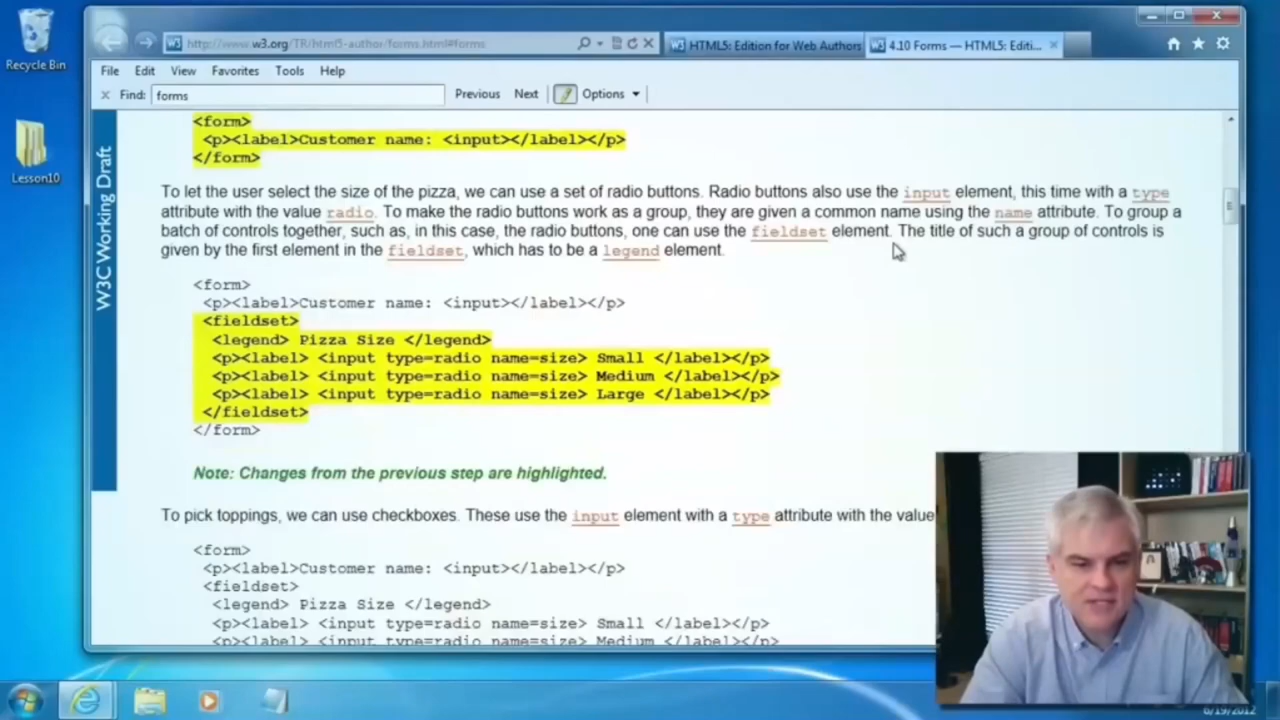 Recycle Bin
Lesson10
http://www.w3.org/TR/html5-author/forms.html#forms
HTML5: Edition for Web Authors
4.10 Forms — HTML5: Editi...
File Edit View Favorites Tools Help
Find: forms Previous Next Options
W3C Working Draft
<form>
<p><label>Customer name: <input></label></p>
</form>
To let the user select the size of the pizza, we can use a set of radio buttons. Radio buttons also use the input element, this time with a type
attribute with the value radio. To make the radio buttons work as a group, they are given a common name using the name attribute. To group a
batch of controls together, such as, in this case, the radio buttons, one can use the fieldset element. The title of such a group of controls is
given by the first element in the fieldset, which has to be a legend element.
<form>
<p><label>Customer name: <input></label></p>
<fieldset>
<legend> Pizza Size </legend>
<p><label> <input type=radio name=size> Small </label></p>
<p><label> <input type=radio name=size> Medium </label></p>
<p><label> <input type=radio name=size> Large </label></p>
</fieldset>
</form>
Note: Changes from the previous step are highlighted.
To pick toppings, we can use checkboxes. These use the input element with a type attribute with the value
<form>
<p><label>Customer name: <input></label></p>
<fieldset>
<legend> Pizza Size </legend>
<p><label> <input type=radio name=size> Small </label></p>
<p><label> <input type=radio name=size> Medium </label></p>
6/19/2012